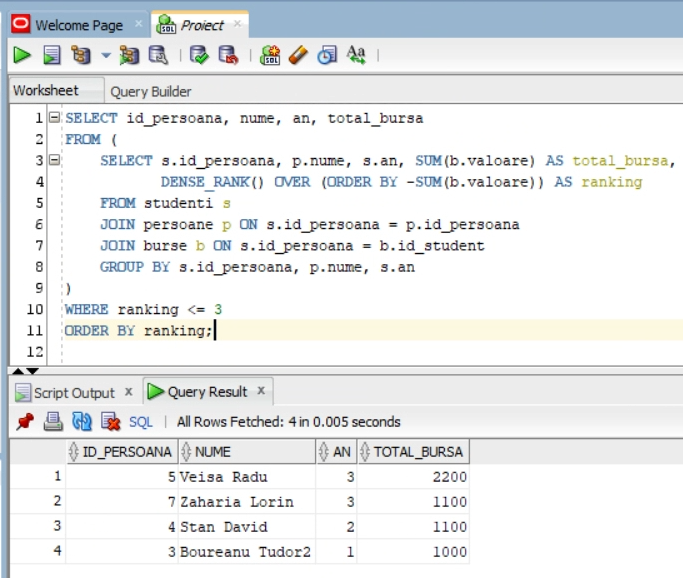 Welcome Page × Proiect ×
Worksheet Query Builder
1 SELECT id_persoana, nume, an, total_bursa
2 FROM (
3 SELECT s.id_persoana, p.nume, s.an, SUM(b.valoare) AS total_bursa,
4 DENSE_RANK() OVER (ORDER BY -SUM(b.valoare)) AS ranking
5 FROM studenti s
6 JOIN persoane p ON s.id_persoana = p.id_persoana
7 JOIN burse b ON s.id_persoana = b.id_student
8 GROUP BY s.id_persoana, p.nume, s.an
9 )
10 WHERE ranking <= 3
11 ORDER BY ranking;
12
Script Output × Query Result ×
SQL | All Rows Fetched: 4 in 0.005 seconds
ID_PERSOANA NUME AN TOTAL_BURSA
1 5 Veisa Radu 3 2200
2 7 Zaharia Lorin 3 1100
3 4 Stan David 2 1100
4 3 Boureanu Tudor2 1 1000